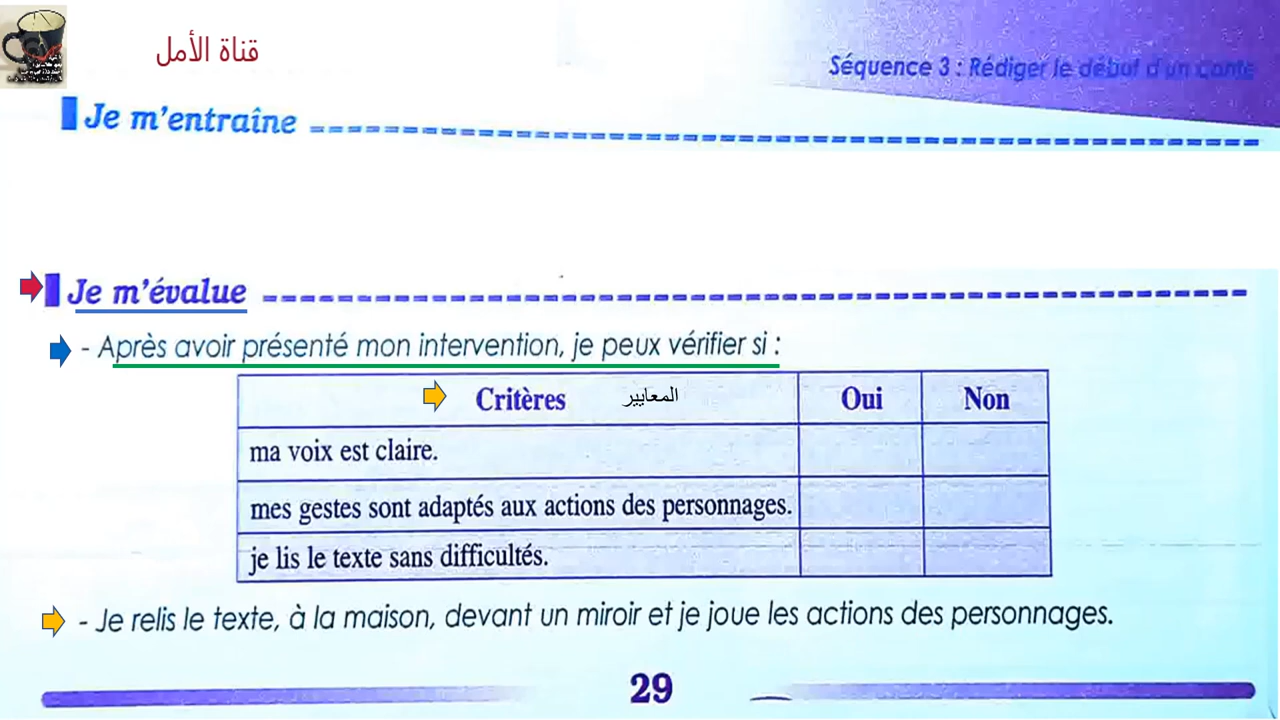 قناة الأمل
Séquence 3 : Rédiger le début d'un conte
Je m'entraîne
Je m'évalue
- Après avoir présenté mon intervention, je peux vérifier si :
Critères المعايير Oui Non
ma voix est claire.
mes gestes sont adaptés aux actions des personnages.
je lis le texte sans difficultés.
- Je relis le texte, à la maison, devant un miroir et je joue les actions des personnages.
29